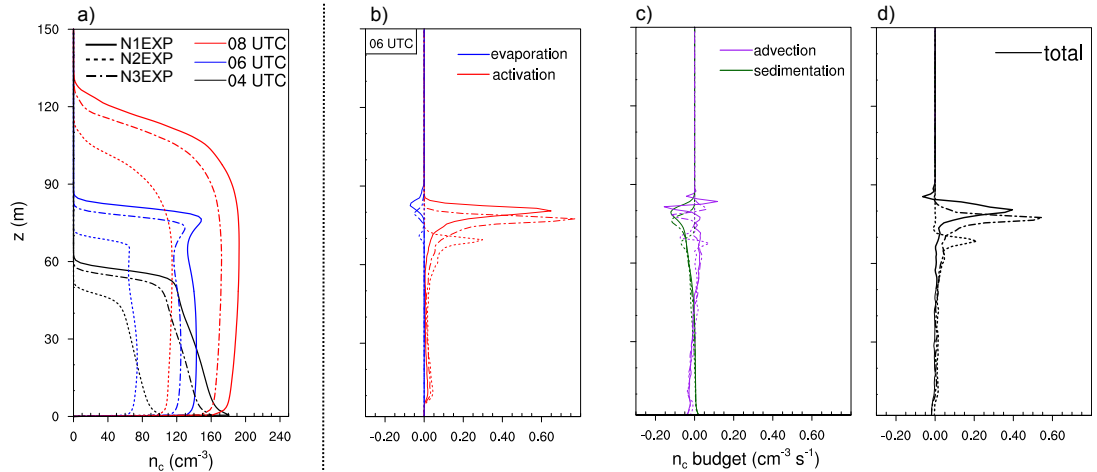 a)
b)
c)
d)
N1EXP
N2EXP
N3EXP
08 UTC
06 UTC
04 UTC
06 UTC
evaporation
activation
advection
sedimentation
total
150
120
90
60
30
0
z (m)
0 40 80 120 160 200 240
n_c (cm⁻³)
-0.20 0.00 0.20 0.40 0.60
-0.20 0.00 0.20 0.40 0.60
-0.20 0.00 0.20 0.40 0.60
n_c budget (cm⁻³ s⁻¹)